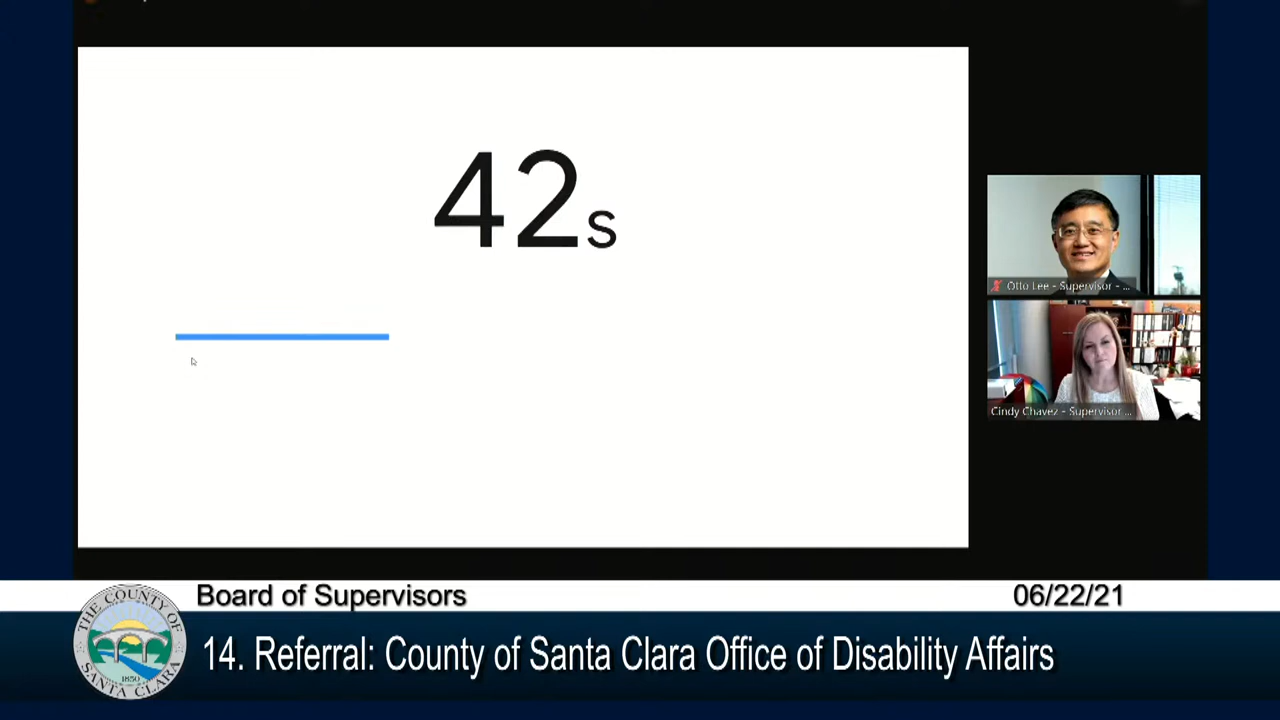 42s
Otto Lee - Supervisor - ...
Cindy Chavez - Supervisor ...
Board of Supervisors
06/22/21
THE COUNTY OF SANTA CLARA
1850
14. Referral: County of Santa Clara Office of Disability Affairs